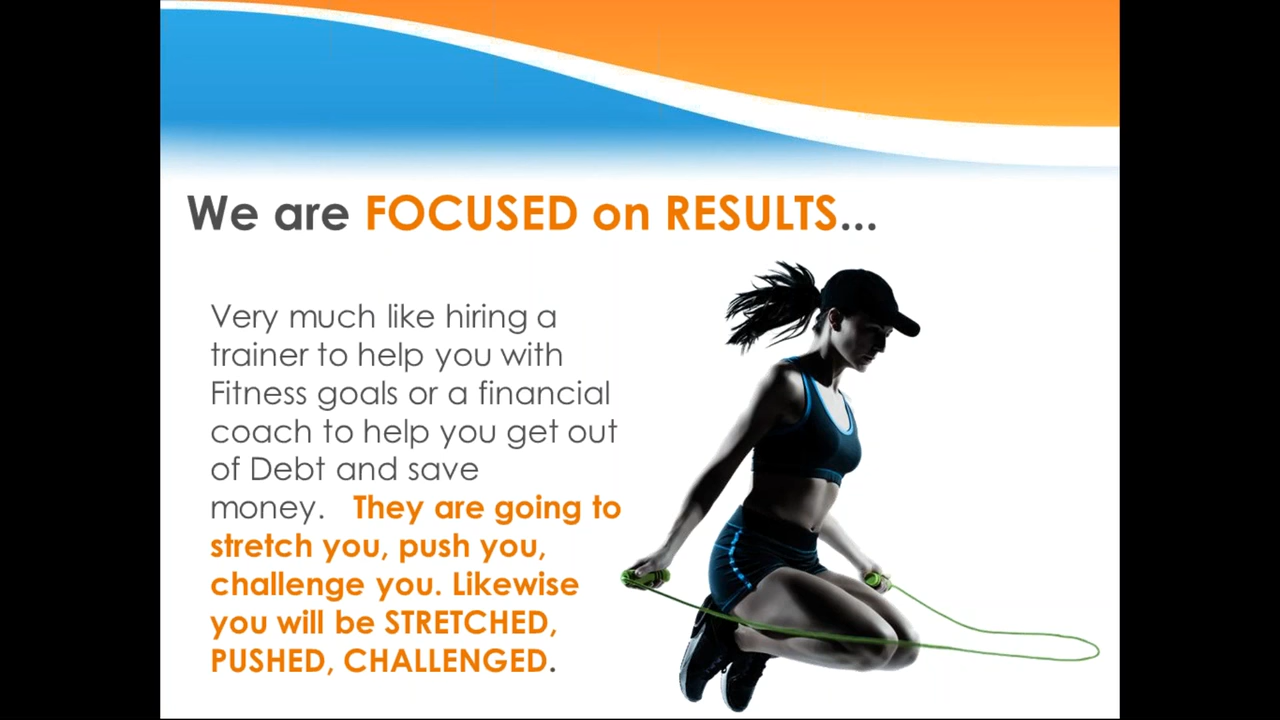 We are FOCUSED on RESULTS...
Very much like hiring a
trainer to help you with
Fitness goals or a financial
coach to help you get out
of Debt and save
money. They are going to
stretch you, push you,
challenge you. Likewise
you will be STRETCHED,
PUSHED, CHALLENGED.